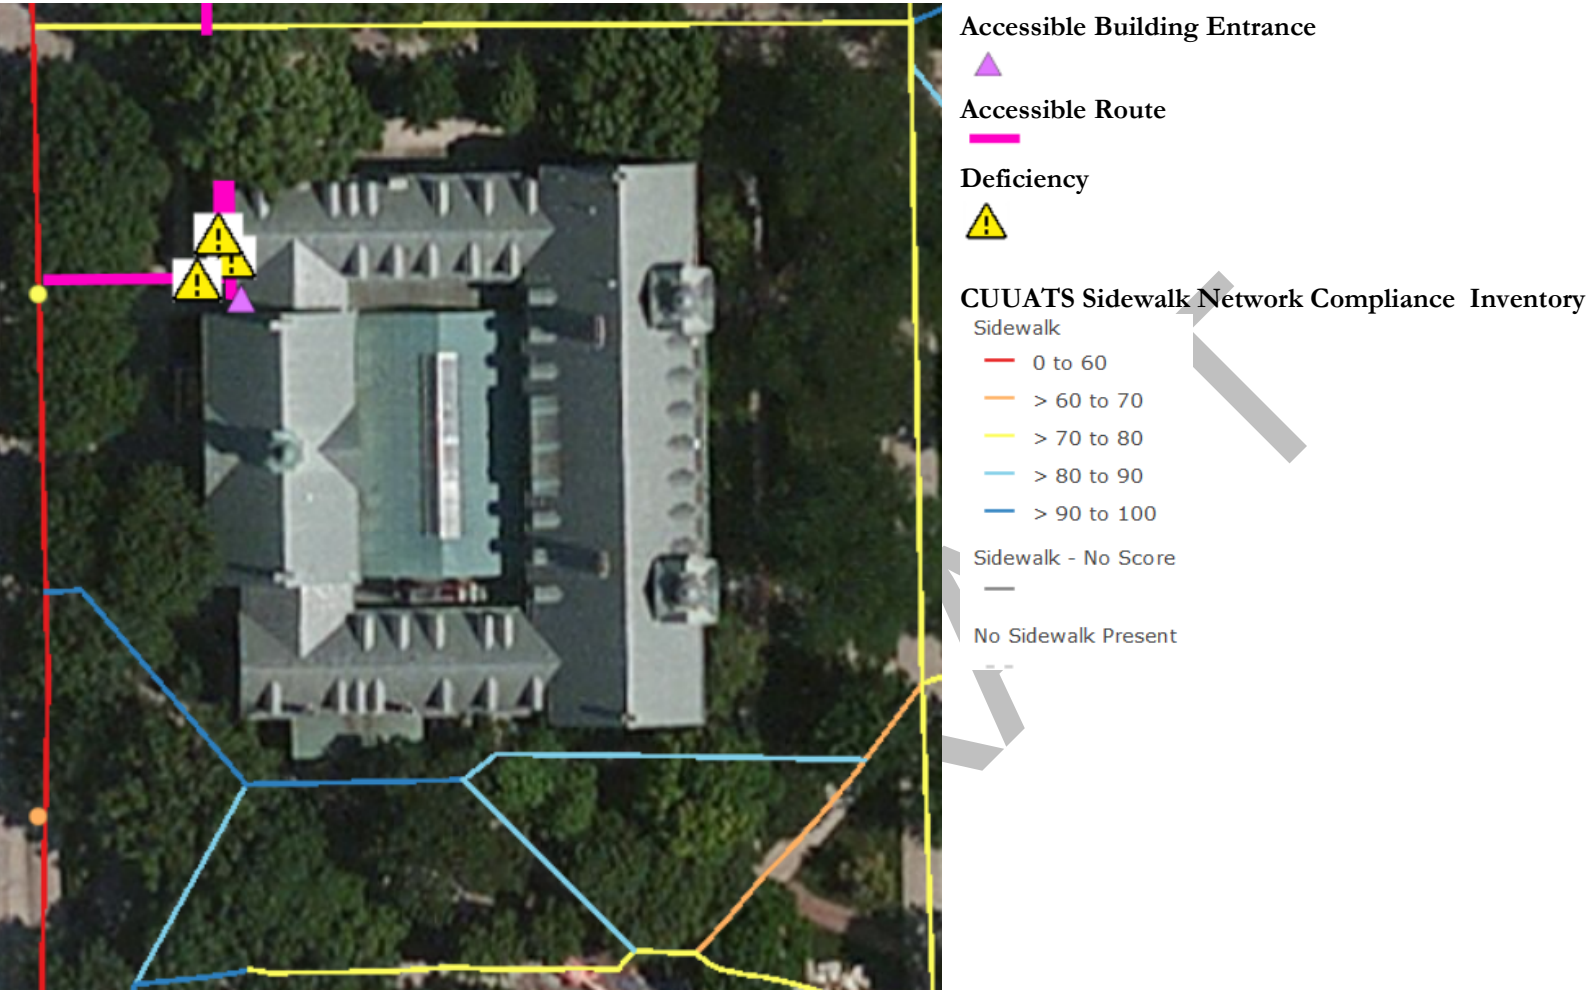 Accessible Building Entrance
Accessible Route
Deficiency
CUUATS Sidewalk Network Compliance  Inventory
Sidewalk
0 to 60
> 60 to 70
> 70 to 80
> 80 to 90
> 90 to 100
Sidewalk - No Score
No Sidewalk Present